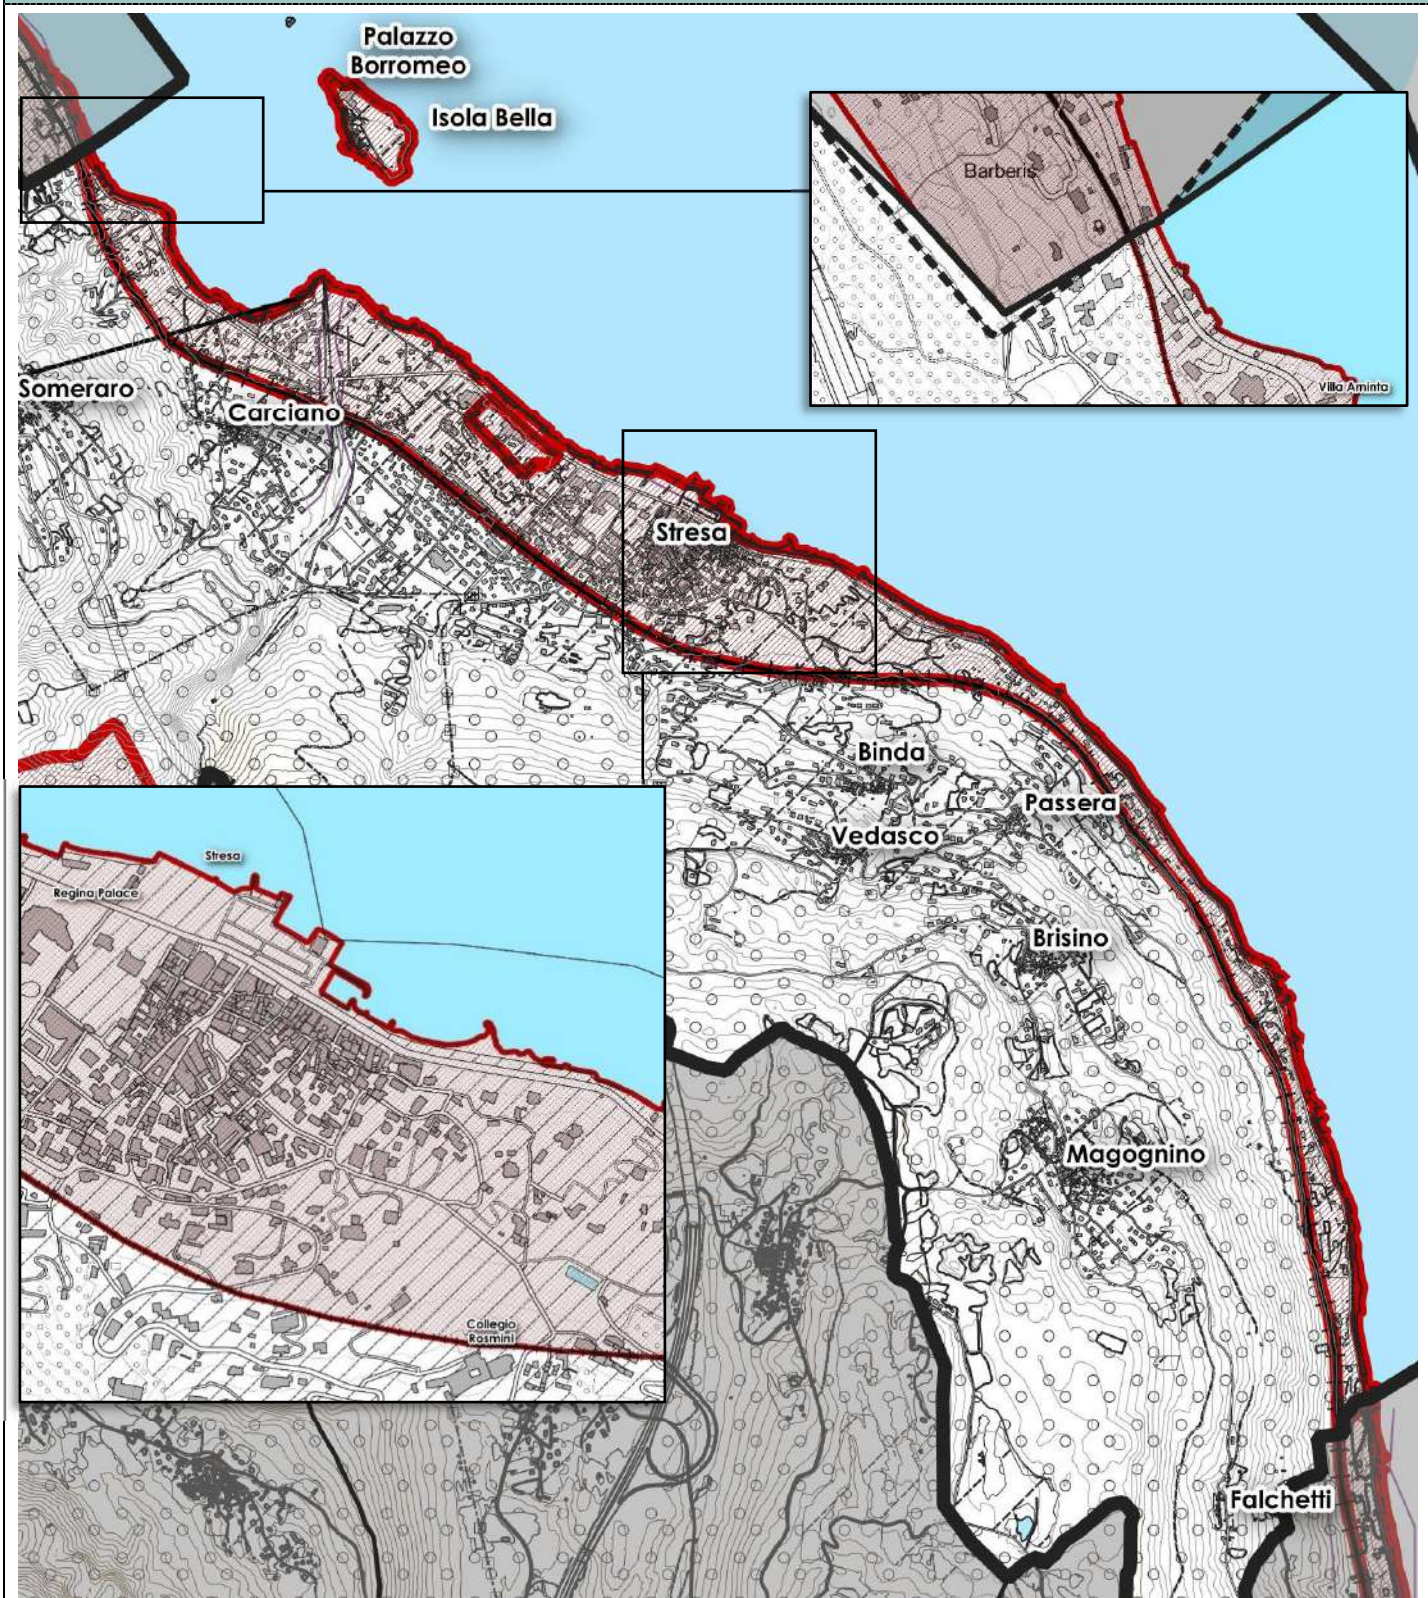 Palazzo
Borromeo
Isola Bella
Barberis
Villa Aminta
Someraro
Carciano
Stresa
Binda
Passera
Vedasco
Stresa
Regina Palace
Brisino
Magognino
Collegio
Rosmini
Falchetti